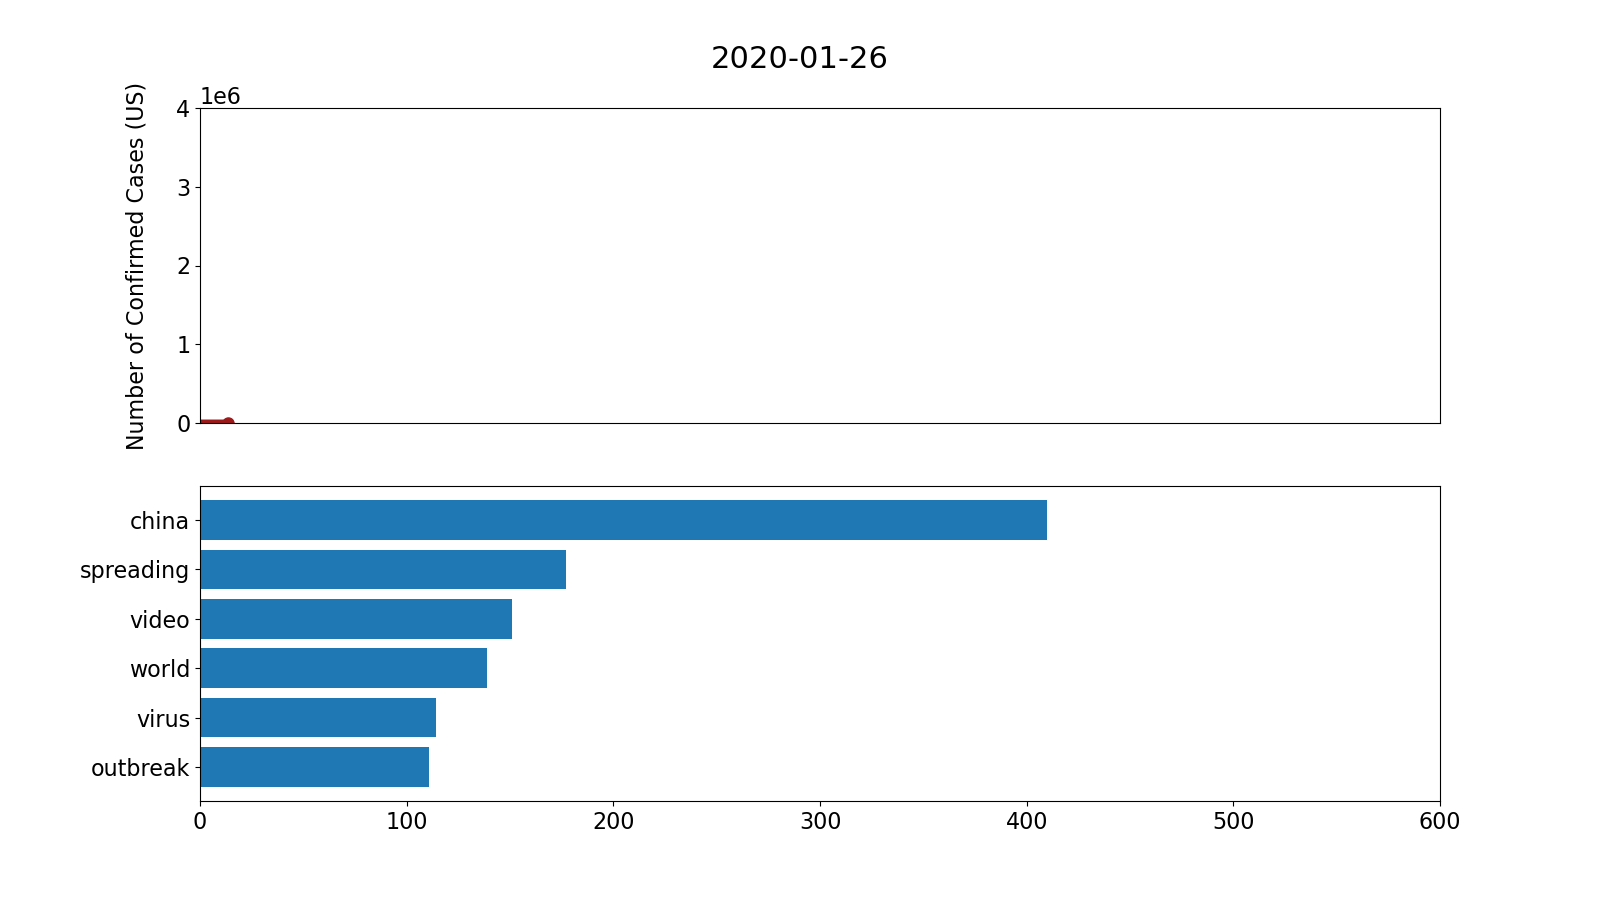 2020-01-26
1e6
Number of Confirmed Cases (US)
4
3
2
1
0
china
spreading
video
world
virus
outbreak
0 100 200 300 400 500 600